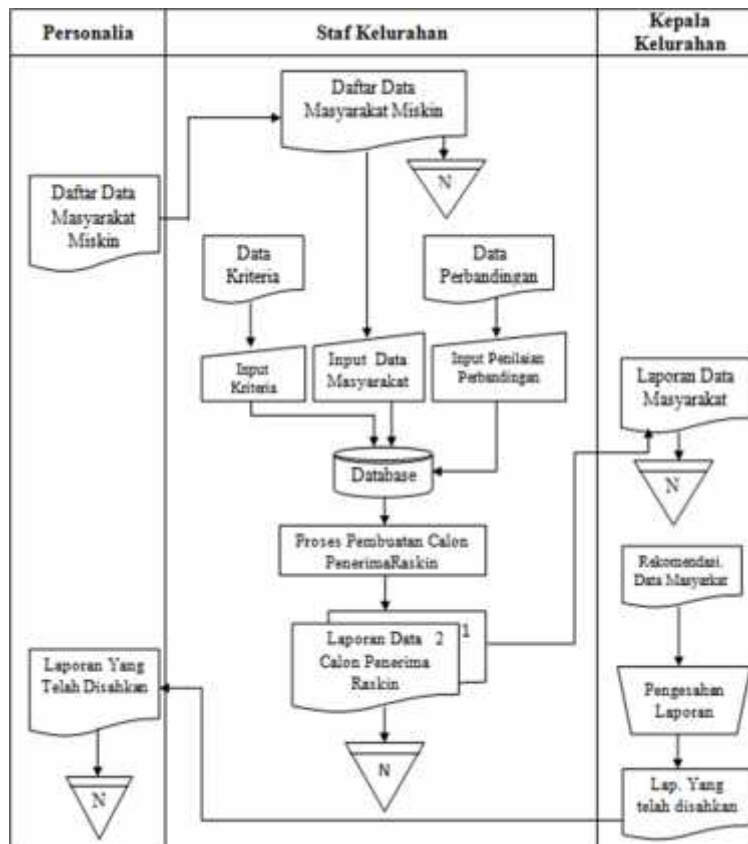 Personalia
Staf Kelurahan
Kepala
Kelurahan
Daftar Data
Masyarakat Miskin
N
Daftar Data
Masyarakat
Miskin
Data
Kriteria
Data
Perbandingan
Input
Kriteria
Input Data
Masyarakat
Input Penilaian
Perbandingan
Laporan Data
Masyarakat
N
Database
Proses Pembuatan Calon
PenerimaRaskin
Rekomendasi.
Data Masyarkat
1
Laporan Data 2
Calon Penerima
Raskin
Laporan Yang
Telah Disahkan
Pengesahan
Laporan
N
N
Lap. Yang
telah disahkan